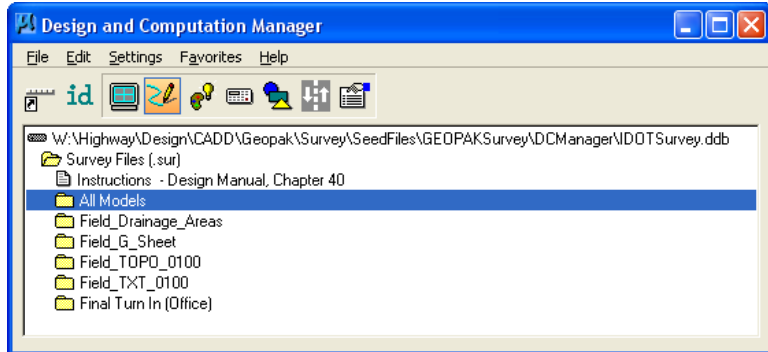 Design and Computation Manager
File Edit Settings Favorites Help
id
W:\Highway\Design\CADD\Geopak\Survey\SeedFiles\GEOPAKSurvey\DCManager\IDOTSurvey.ddb
Survey Files (.sur)
Instructions - Design Manual, Chapter 40
All Models
Field_Drainage_Areas
Field_G_Sheet
Field_TOPO_0100
Field_TXT_0100
Final Turn In (Office)